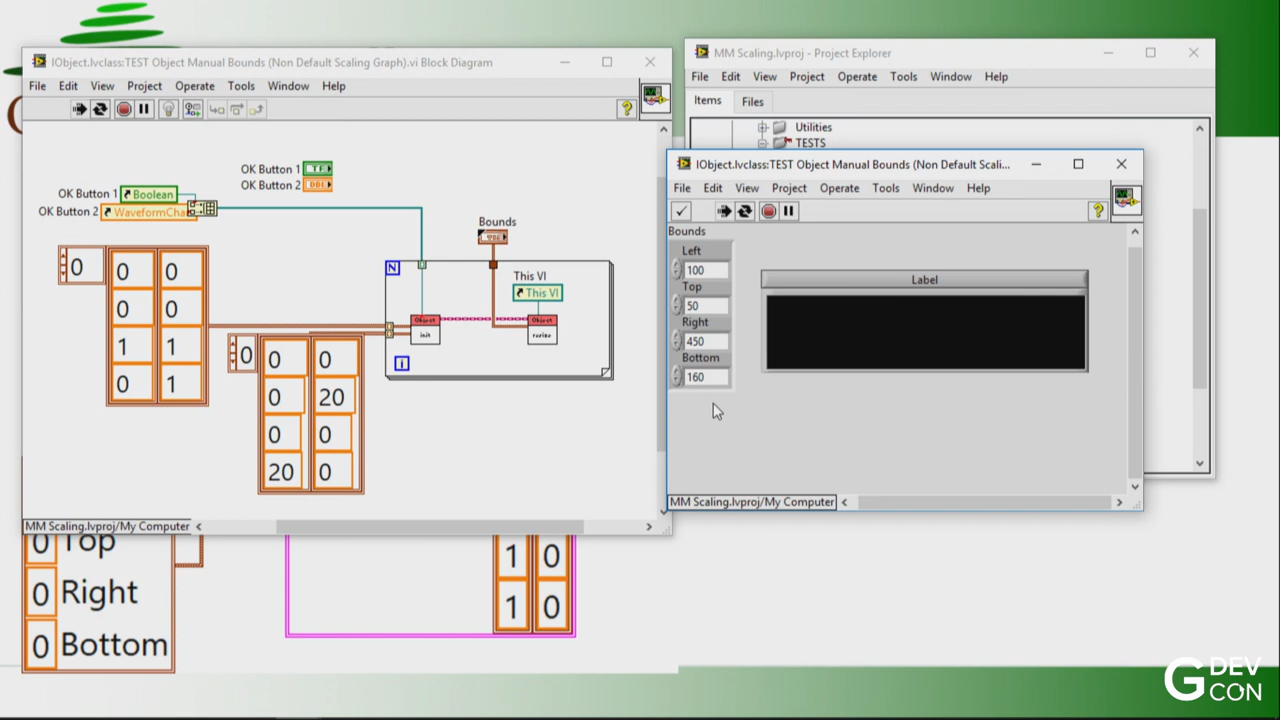 IObject.lvclass:TEST Object Manual Bounds (Non Default Scaling Graph).vi Block Diagram
File Edit View Project Operate Tools Window Help
OK Button 1 TF
OK Button 2 DBL
OK Button 1 Boolean
OK Button 2 WaveformCha
Bounds
0
0 0
0 0
1 1
0 1
N
This VI
This VI
Object
init
Object
resize
i
0
0 0
0 20
0 0
20 0
MM Scaling.lvproj/My Computer
0 Top
0 Right
0 Bottom
1 0
1 0
MM Scaling.lvproj - Project Explorer
File Edit View Project Operate Tools Window Help
Items Files
Utilities
TESTS
IObject.lvclass:TEST Object Manual Bounds (Non Default Scali...
File Edit View Project Operate Tools Window Help
Bounds
Left
100
Top
50
Right
450
Bottom
160
Label
MM Scaling.lvproj/My Computer
G DEV
CON